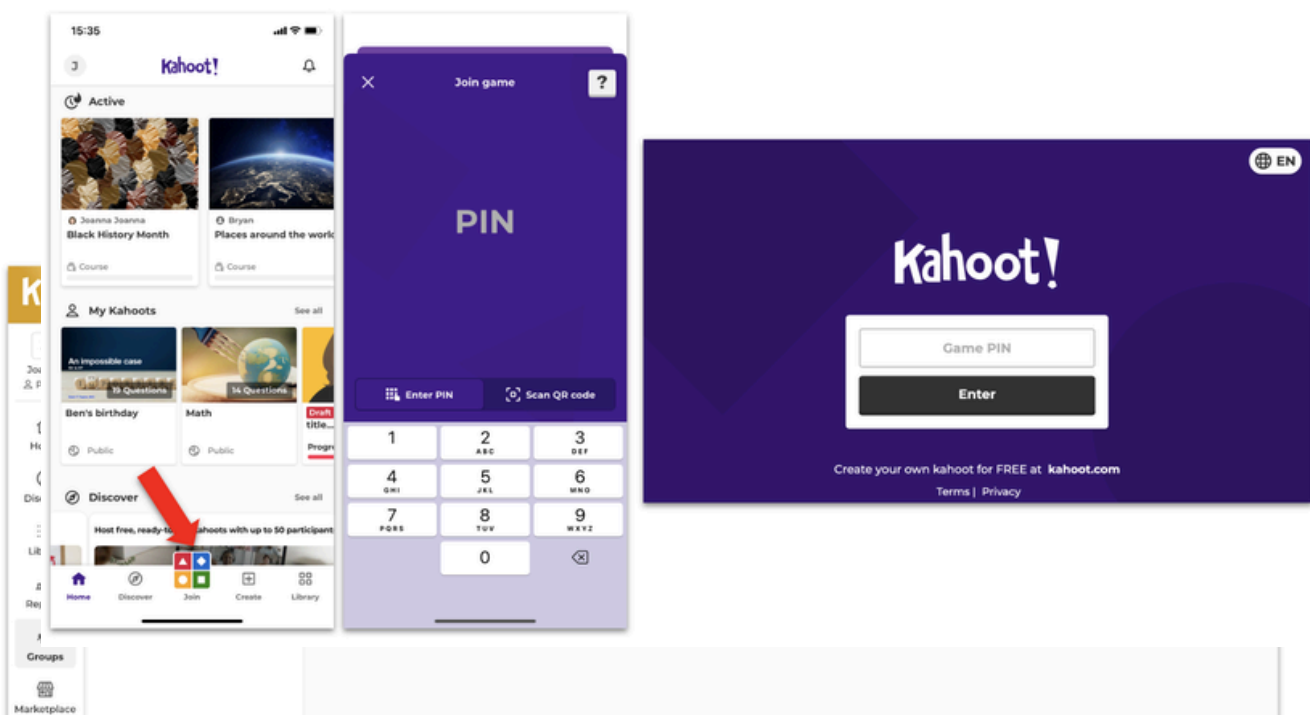 15:35
J
Kahoot!
Active
Joanna Joanna
Black History Month
Course
Bryan
Places around the world
Course
My Kahoots
See all
An impossible case
19 Questions
Ben's birthday
Public
14 Questions
Math
Public
Draft
title...
Discover
See all
Host free, ready-to
ahoots with up to 50 participant
Home
Discover
Join
Create
Library
Join game
?
PIN
Enter PIN
Scan QR code
1
2
ABC
3
DEF
4
GHI
5
JKL
6
MNO
7
PQRS
8
TUV
9
WXYZ
0
EN
Kahoot!
Game PIN
Enter
Create your own kahoot for FREE at kahoot.com
Terms | Privacy
K
Groups
Marketplace